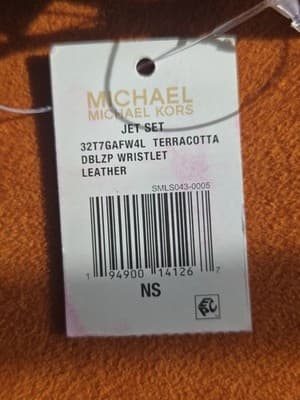 MICHAEL
MICHAEL KORS
JET SET
32T7GAFW4L TERRACOTTA
DBLZP WRISTLET
LEATHER
SMLS043-0005
1 94900 14126 7
NS